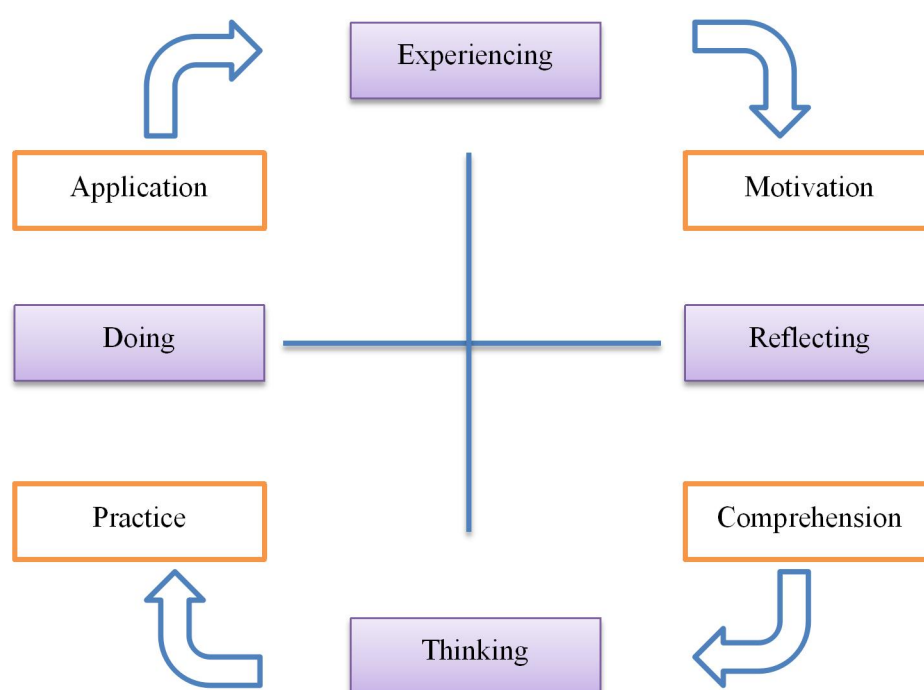 Experiencing
Application
Motivation
Doing
Reflecting
Practice
Comprehension
Thinking